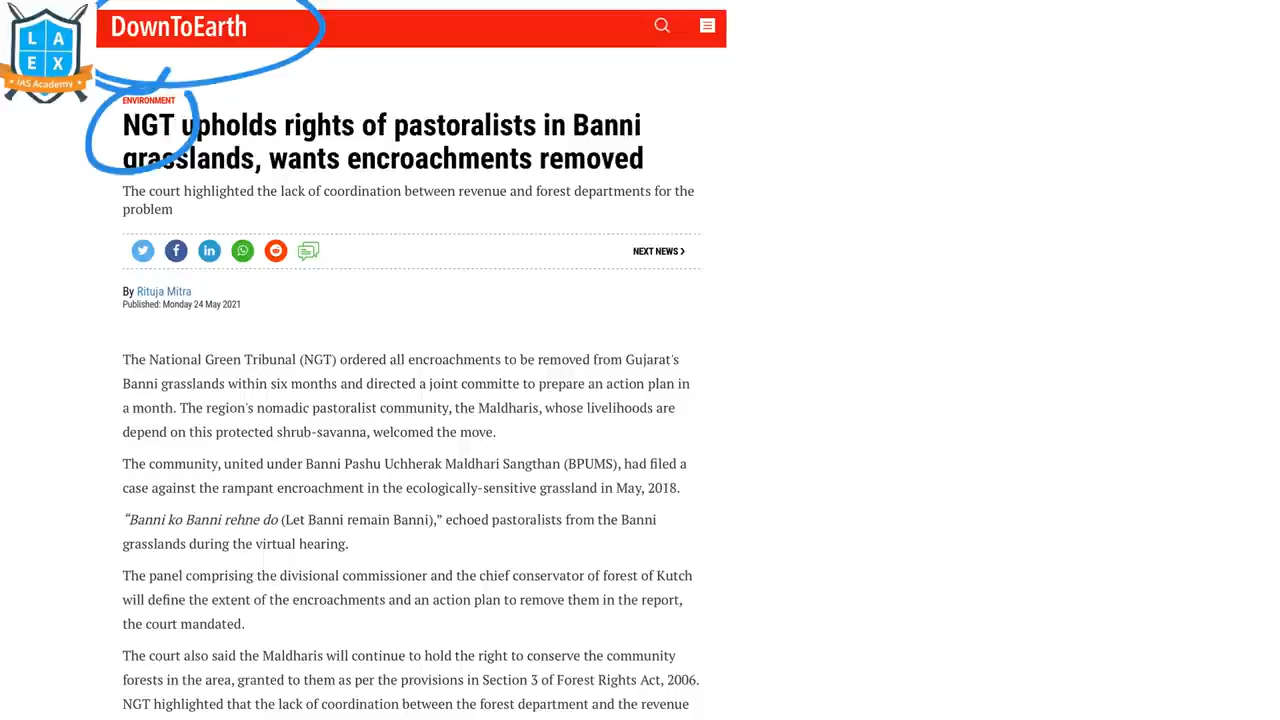 L A
E X
IAS Academy
DownToEarth
ENVIRONMENT
NGT upholds rights of pastoralists in Banni
grasslands, wants encroachments removed
The court highlighted the lack of coordination between revenue and forest departments for the
problem
NEXT NEWS ❯
By Rituja Mitra
Published: Monday 24 May 2021
The National Green Tribunal (NGT) ordered all encroachments to be removed from Gujarat's
Banni grasslands within six months and directed a joint committe to prepare an action plan in
a month. The region's nomadic pastoralist community, the Maldharis, whose livelihoods are
depend on this protected shrub-savanna, welcomed the move.
The community, united under Banni Pashu Uchherak Maldhari Sangthan (BPUMS), had filed a
case against the rampant encroachment in the ecologically-sensitive grassland in May, 2018.
“Banni ko Banni rehne do (Let Banni remain Banni),” echoed pastoralists from the Banni
grasslands during the virtual hearing.
The panel comprising the divisional commissioner and the chief conservator of forest of Kutch
will define the extent of the encroachments and an action plan to remove them in the report,
the court mandated.
The court also said the Maldharis will continue to hold the right to conserve the community
forests in the area, granted to them as per the provisions in Section 3 of Forest Rights Act, 2006.
NGT highlighted that the lack of coordination between the forest department and the revenue